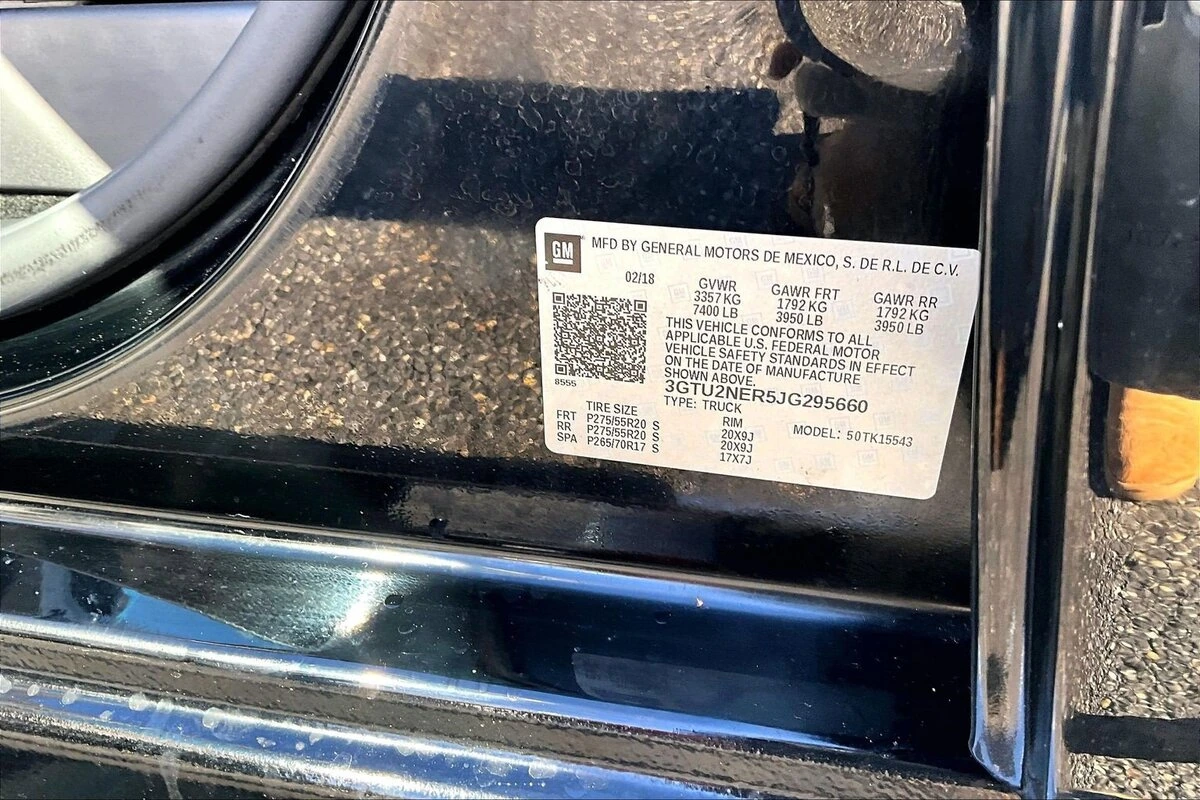 GM MFD BY GENERAL MOTORS DE MEXICO, S. DE R.L. DE C.V.
02/18 GVWR GAWR FRT GAWR RR
3357 KG 1792 KG 1792 KG
7400 LB 3950 LB 3950 LB
THIS VEHICLE CONFORMS TO ALL
APPLICABLE U.S. FEDERAL MOTOR
VEHICLE SAFETY STANDARDS IN EFFECT
ON THE DATE OF MANUFACTURE
SHOWN ABOVE.
8555
3GTU2NER5JG295660
TYPE: TRUCK
TIRE SIZE RIM MODEL: 50TK15543
FRT P275/55R20 S 20X9J
RR P275/55R20 S 20X9J
SPA P265/70R17 S 17X7J